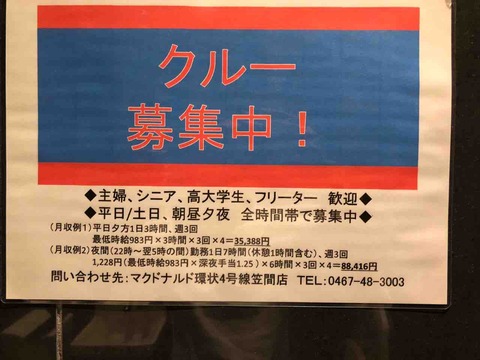 クルー
募集中！
◆主婦、シニア、高大学生、フリーター 歓迎◆
◆平日/土日、朝昼夕夜 全時間帯で募集中◆
（月収例1）平日夕方1日3時間、週3回
最低時給983円×3時間×3回×4＝35,388円
（月収例2）夜間（22時～翌5時の間）勤務1日7時間（休憩1時間含む）、週3回
1,228円（最低時給983円×深夜手当1.25）×6時間×3回×4＝88,416円
問い合わせ先：マクドナルド環状4号線笠間店 TEL:0467-48-3003